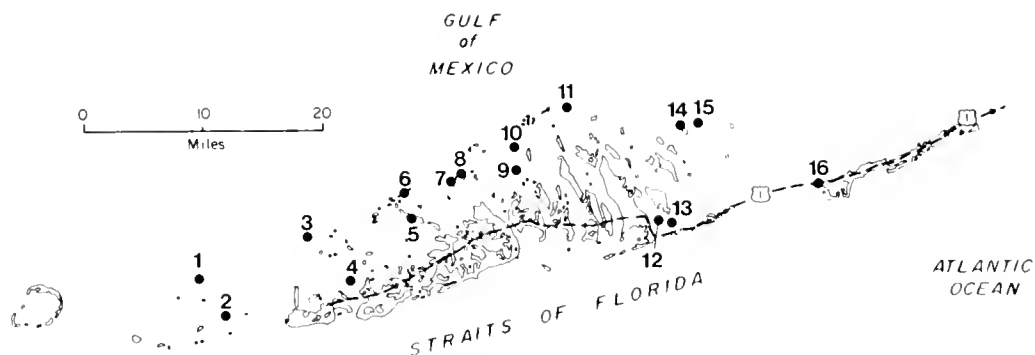 GULF
of
MEXICO
0 10 20
Miles
11
14 15
1
10
16
8
6 7 9
1
5
3
13
4
12
1
2
ATLANTIC
OCEAN
STRAITS OF FLORIDA